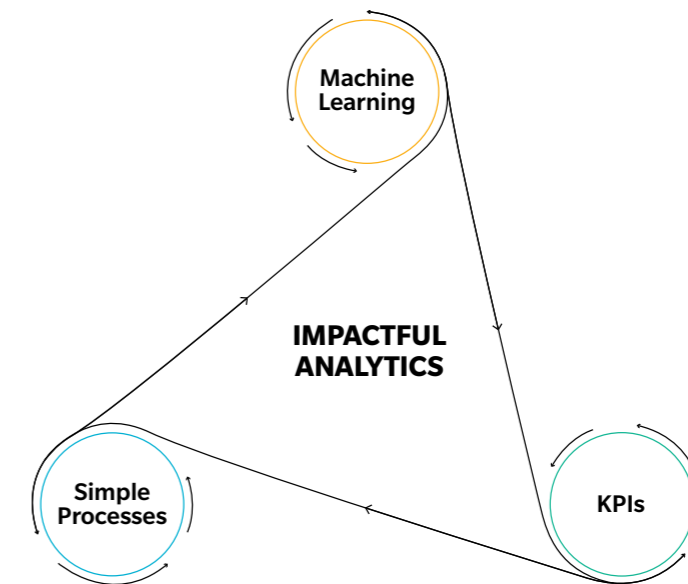 Machine
Learning
IMPACTFUL
ANALYTICS
Simple
Processes
KPIs